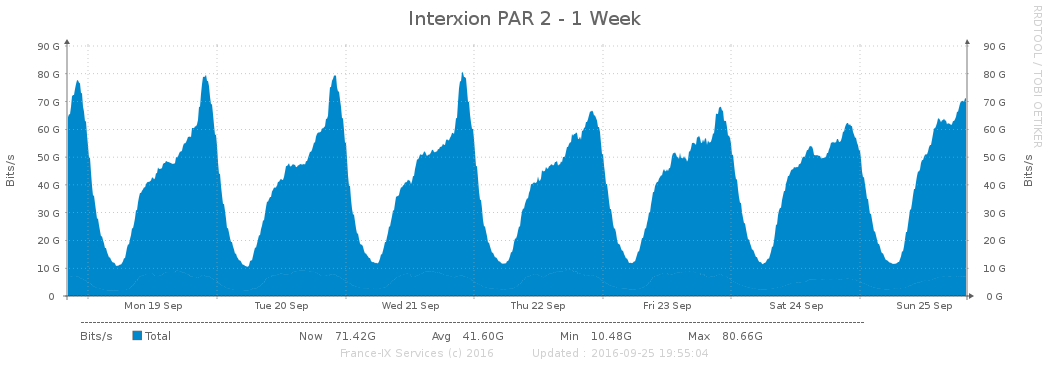 Interxion PAR 2 - 1 Week
RRDTOOL / TOBI OETIKER
90 G 90 G
80 G 80 G
70 G 70 G
60 G 60 G
50 G 50 G
40 G 40 G
30 G 30 G
20 G 20 G
10 G 10 G
0 0 G
Bits/s
Bits/s
Mon 19 Sep Tue 20 Sep Wed 21 Sep Thu 22 Sep Fri 23 Sep Sat 24 Sep Sun 25 Sep
Bits/s Total Now 71.42G Avg 41.60G Min 10.48G Max 80.66G
France-IX Services (c) 2016 Updated : 2016-09-25 19:55:04